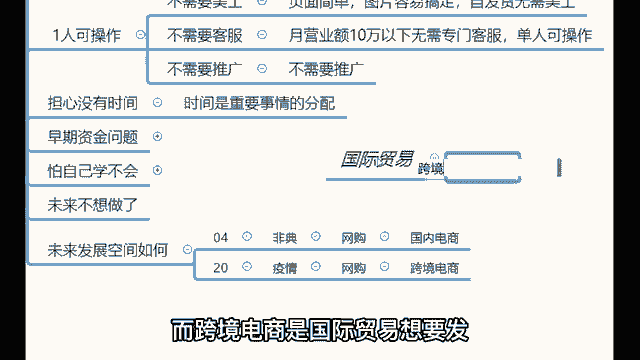 不需要美工 页面简单，图片容易搞定，自发货无需美工
1人可操作 不需要客服 月营业额10万以下无需专门客服，单人可操作
不需要推广 不需要推广
担心没有时间 时间是重要事情的分配
早期资金问题
怕自己学不会
未来不想做了
未来发展空间如何
04 非典 网购 国内电商
20 疫情 网购 跨境电商
国际贸易 跨境
而跨境电商是国际贸易想要发